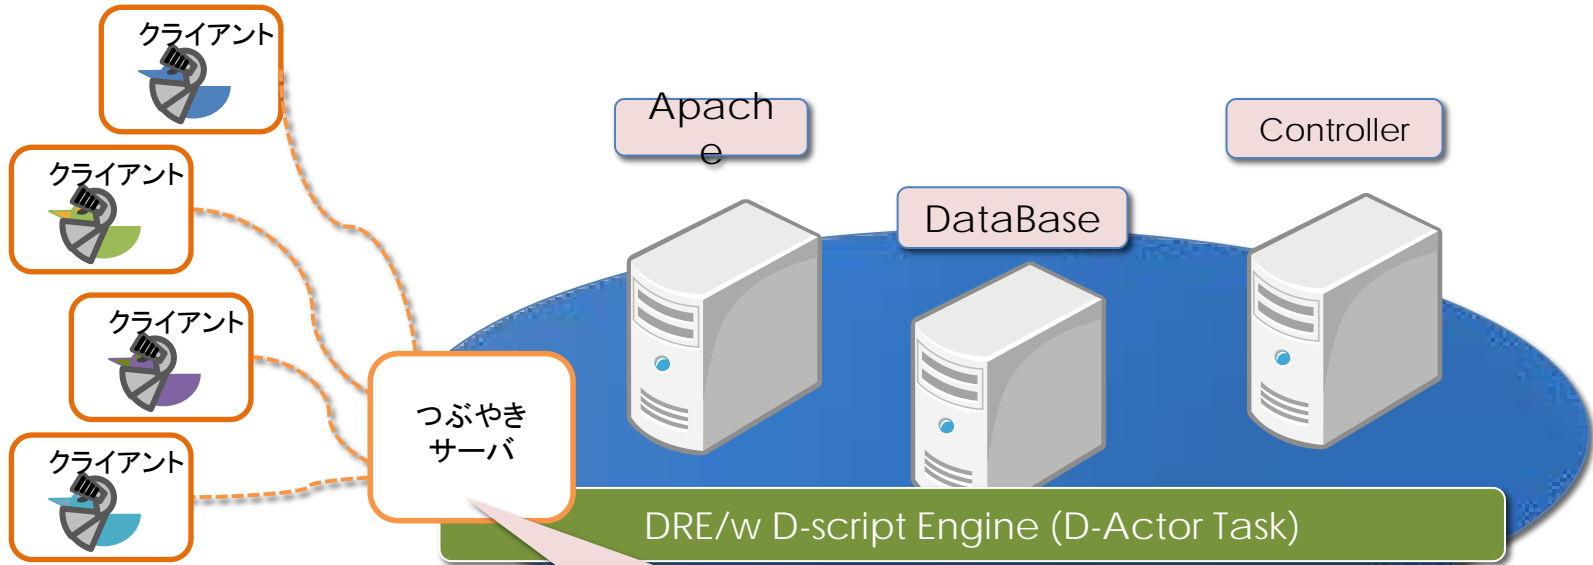 クライアント
クライアント
クライアント
クライアント
つぶやき
サーバ
Apach
e
DataBase
Controller
DRE/w D-script Engine (D-Actor Task)